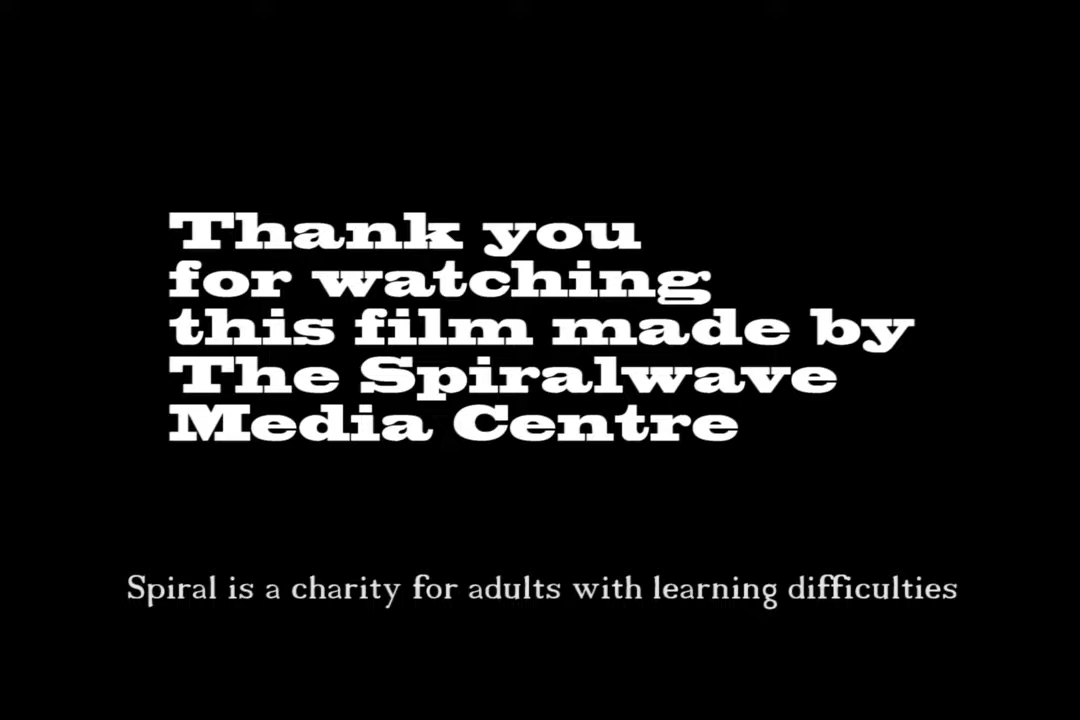 Thank you
for watching
this film made by
The Spiralwave
Media Centre
Spiral is a charity for adults with learning difficulties